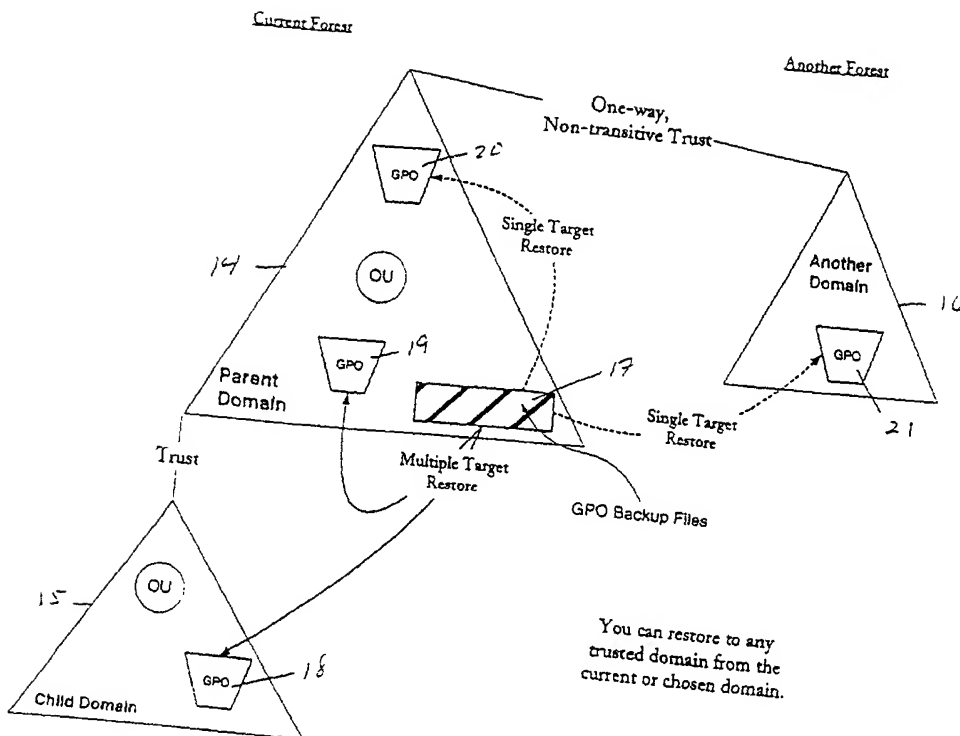 Current Forest
Another Forest
One-way,
Non-transitive Trust
20
GPO
Single Target
Restore
14
OU
Another
Domain
16
19
GPO
17
GPO
Parent
Domain
Single Target
Restore
21
Trust
Multiple Target
Restore
GPO Backup Files
OU
15
You can restore to any
trusted domain from the
current or chosen domain.
GPO
18
Child Domain